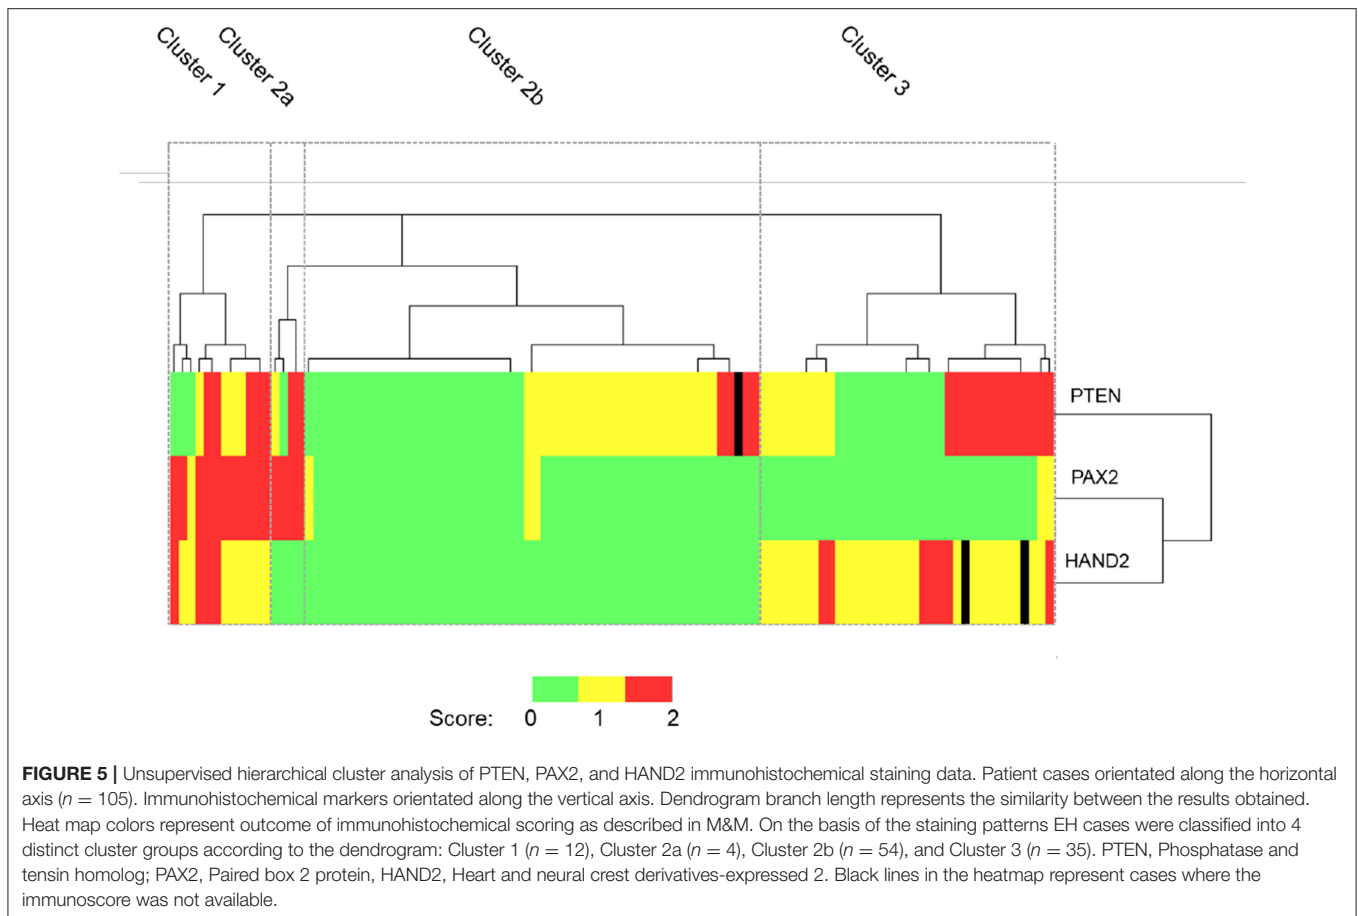 Cluster 1
Cluster 2a
Cluster 2b
Cluster 3
PTEN
PAX2
HAND2
Score: 0 1 2
FIGURE 5 | Unsupervised hierarchical cluster analysis of PTEN, PAX2, and HAND2 immunohistochemical staining data. Patient cases orientated along the horizontal
axis (n = 105). Immunohistochemical markers orientated along the vertical axis. Dendrogram branch length represents the similarity between the results obtained.
Heat map colors represent outcome of immunohistochemical scoring as described in M&M. On the basis of the staining patterns EH cases were classified into 4
distinct cluster groups according to the dendrogram: Cluster 1 (n = 12), Cluster 2a (n = 4), Cluster 2b (n = 54), and Cluster 3 (n = 35). PTEN, Phosphatase and
tensin homolog; PAX2, Paired box 2 protein, HAND2, Heart and neural crest derivatives-expressed 2. Black lines in the heatmap represent cases where the
immunoscore was not available.